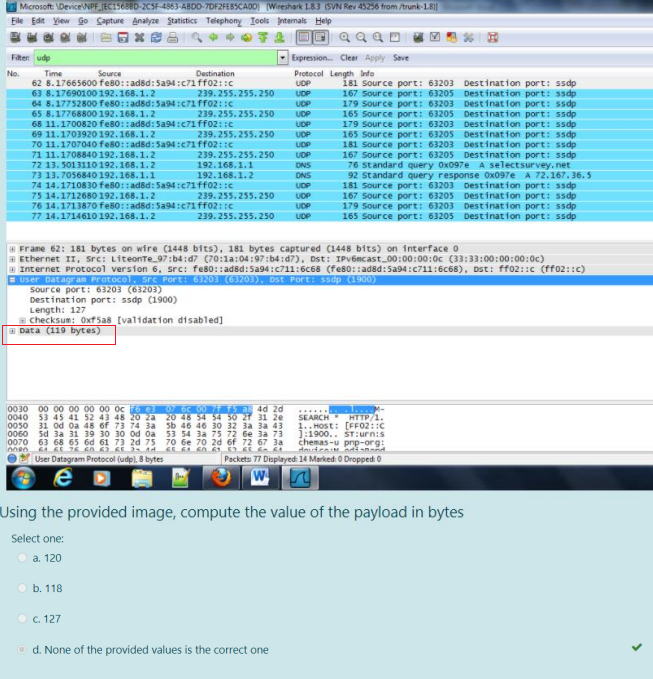 Microsoft: \Device\NPF_{EC1568BD-2C5F-4863-ABDD-7DF2FE85CA0D} [Wireshark 1.8.3 (SVN Rev 45256 from /trunk-1.8)]
File Edit View Go Capture Analyze Statistics Telephony Tools Internals Help
Filter: udp Expression... Clear Apply Save
No. Time Source Destination Protocol Length Info
62 8.17665600 fe80::ad8d:5a94:c71 ff02::c UDP 181 Source port: 63203 Destination port: ssdp
63 8.17690100 192.168.1.2 239.255.255.250 UDP 167 Source port: 63205 Destination port: ssdp
64 8.17752800 fe80::ad8d:5a94:c71 ff02::c UDP 179 Source port: 63203 Destination port: ssdp
65 8.17768800 192.168.1.2 239.255.255.250 UDP 165 Source port: 63205 Destination port: ssdp
68 11.1700820 fe80::ad8d:5a94:c71 ff02::c UDP 179 Source port: 63203 Destination port: ssdp
69 11.1703920 192.168.1.2 239.255.255.250 UDP 165 Source port: 63205 Destination port: ssdp
70 11.1707040 fe80::ad8d:5a94:c71 ff02::c UDP 181 Source port: 63203 Destination port: ssdp
71 11.1708840 192.168.1.2 239.255.255.250 UDP 167 Source port: 63205 Destination port: ssdp
72 13.5013110 192.168.1.2 192.168.1.1 DNS 76 Standard query 0x097e A selectsurvey.net
73 13.7056840 192.168.1.1 192.168.1.2 DNS 92 Standard query response 0x097e A 72.167.36.5
74 14.1710830 fe80::ad8d:5a94:c71 ff02::c UDP 181 Source port: 63203 Destination port: ssdp
75 14.1712680 192.168.1.2 239.255.255.250 UDP 167 Source port: 63205 Destination port: ssdp
76 14.1713870 fe80::ad8d:5a94:c71 ff02::c UDP 179 Source port: 63203 Destination port: ssdp
77 14.1714610 192.168.1.2 239.255.255.250 UDP 165 Source port: 63205 Destination port: ssdp
Frame 62: 181 bytes on wire (1448 bits), 181 bytes captured (1448 bits) on interface 0
Ethernet II, Src: LiteonTe_97:b4:d7 (70:1a:04:97:b4:d7), Dst: IPv6mcast_00:00:00:0c (33:33:00:00:00:0c)
Internet Protocol Version 6, Src: fe80::ad8d:5a94:c711:6c68 (fe80::ad8d:5a94:c711:6c68), Dst: ff02::c (ff02::c)
User Datagram Protocol, Src Port: 63203 (63203), Dst Port: ssdp (1900)
Source port: 63203 (63203)
Destination port: ssdp (1900)
Length: 127
Checksum: 0xf5a8 [validation disabled]
Data (119 bytes)
0030 00 00 00 00 00 0c f6 e3 07 6c 00 7f f5 a8 4d 2d ........ .l....M-
0040 53 45 41 52 43 48 20 2a 20 48 54 54 50 2f 31 2e SEARCH * HTTP/1.
0050 31 0d 0a 48 6f 73 74 3a 5b 46 46 30 32 3a 3a 43 1..Host: [FF02::C
0060 5d 3a 31 39 30 30 0d 0a 53 54 3a 75 72 6e 3a 73 ]:1900.. ST:urn:s
0070 63 68 65 6d 61 73 2d 75 70 6e 70 2d 6f 72 67 3a chemas-u pnp-org:
User Datagram Protocol (udp), 8 bytes Packets: 77 Displayed: 14 Marked: 0 Dropped: 0
Using the provided image, compute the value of the payload in bytes
Select one:
a. 120
b. 118
c. 127
d. None of the provided values is the correct one